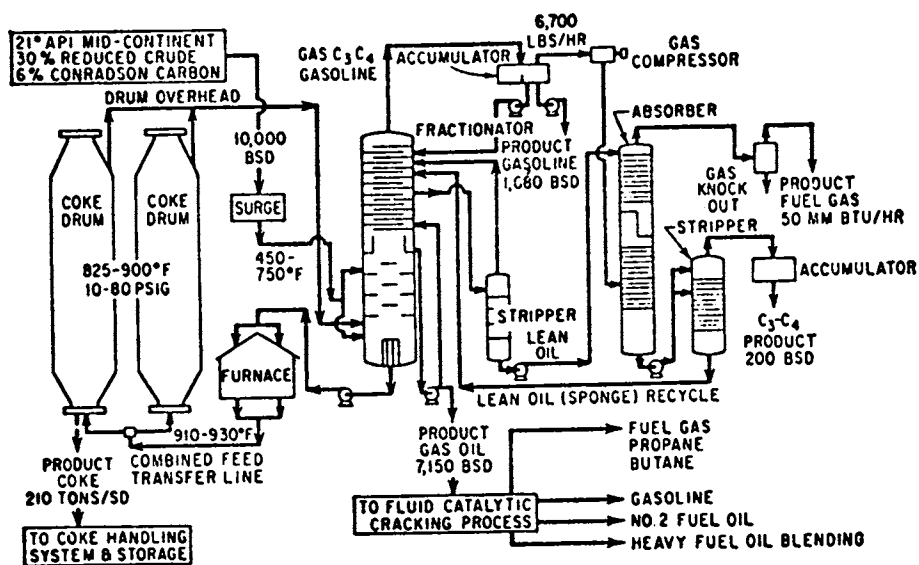 21° API MID-CONTINENT
30% REDUCED CRUDE
6% CONRADSON CARBON
DRUM OVERHEAD
10,000
BSD
SURGE
450-
750°F
COKE
DRUM
COKE
DRUM
825-900°F
10-80 PSIG
FURNACE
910-930°F
COMBINED FEED
TRANSFER LINE
PRODUCT
COKE
210 TONS/SD
TO COKE HANDLING
SYSTEM & STORAGE
GAS C3C4
GASOLINE
ACCUMULATOR
6,700
LBS/HR
GAS
COMPRESSOR
FRACTIONATOR
PRODUCT
GASOLINE
1,080 BSD
ABSORBER
GAS
KNOCK
OUT
PRODUCT
FUEL GAS
50 MM BTU/HR
STRIPPER
ACCUMULATOR
C3-C4
PRODUCT
200 BSD
STRIPPER
LEAN
OIL
LEAN OIL (SPONGE) RECYCLE
PRODUCT
GAS OIL
7,150 BSD
TO FLUID CATALYTIC
CRACKING PROCESS
FUEL GAS
PROPANE
BUTANE
GASOLINE
NO.2 FUEL OIL
HEAVY FUEL OIL BLENDING